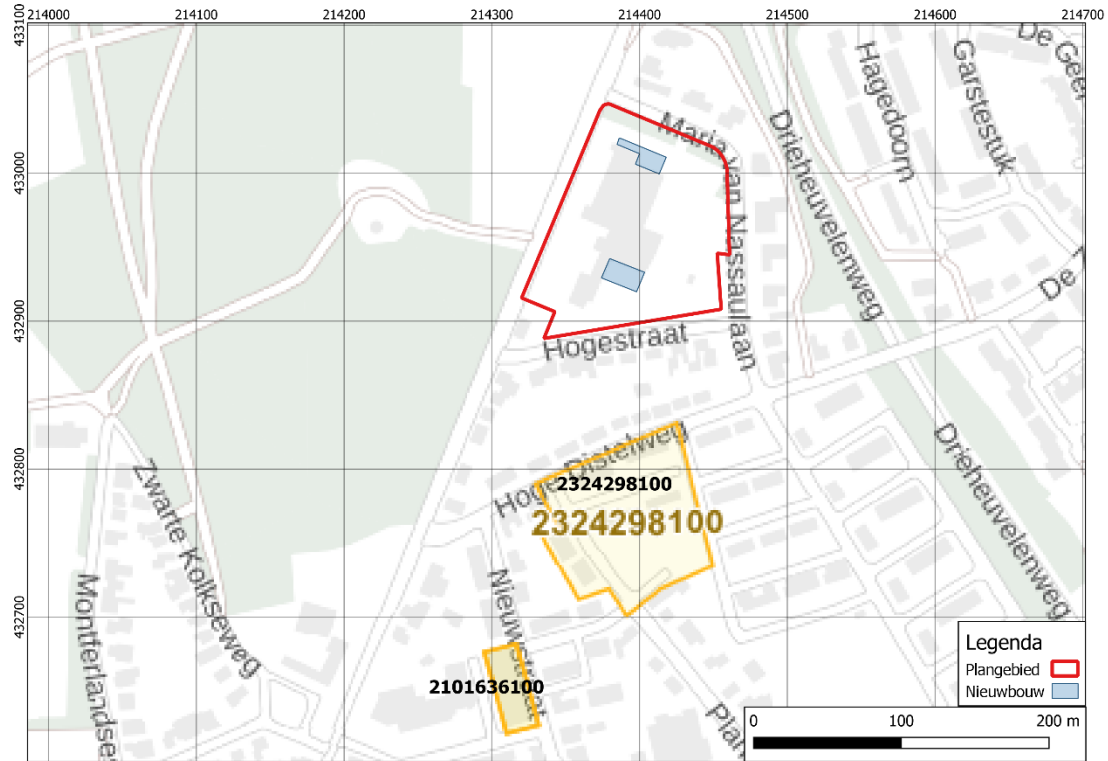 214000 214100 214200 214300 214400 214500 214600 214700
433100
433000
432900
432800
432700
De Geer
Hagedoorn
Garstestuk
Maria van Nassaulaan
Drieheuvelenweg
De
Hogestraat
Hoge Distelweg
2324298100
2324298100
Drieheuvelenweg
Zwarte Kolkseweg
Montferlandse
Nieuwstraat
2101636100
Plan
Legenda
Plangebied
Nieuwbouw
0 100 200 m